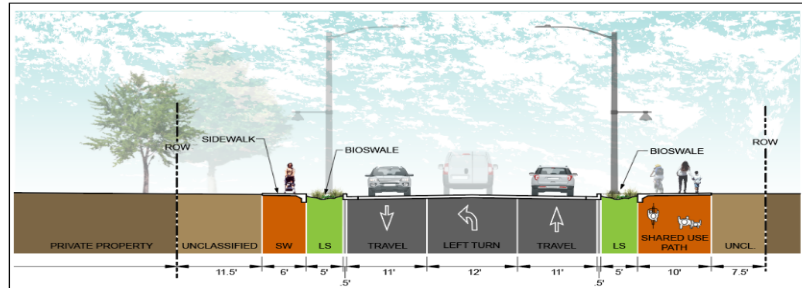 SIDEWALK
ROW
BIOSWALE
BIOSWALE
ROW
PRIVATE PROPERTY
UNCLASSIFIED
SW
LS
TRAVEL
LEFT TURN
TRAVEL
LS
SHARED USE
PATH
UNCL.
11.5'
6'
5'
.5'
11'
12'
11'
.5'
5'
10'
7.5'